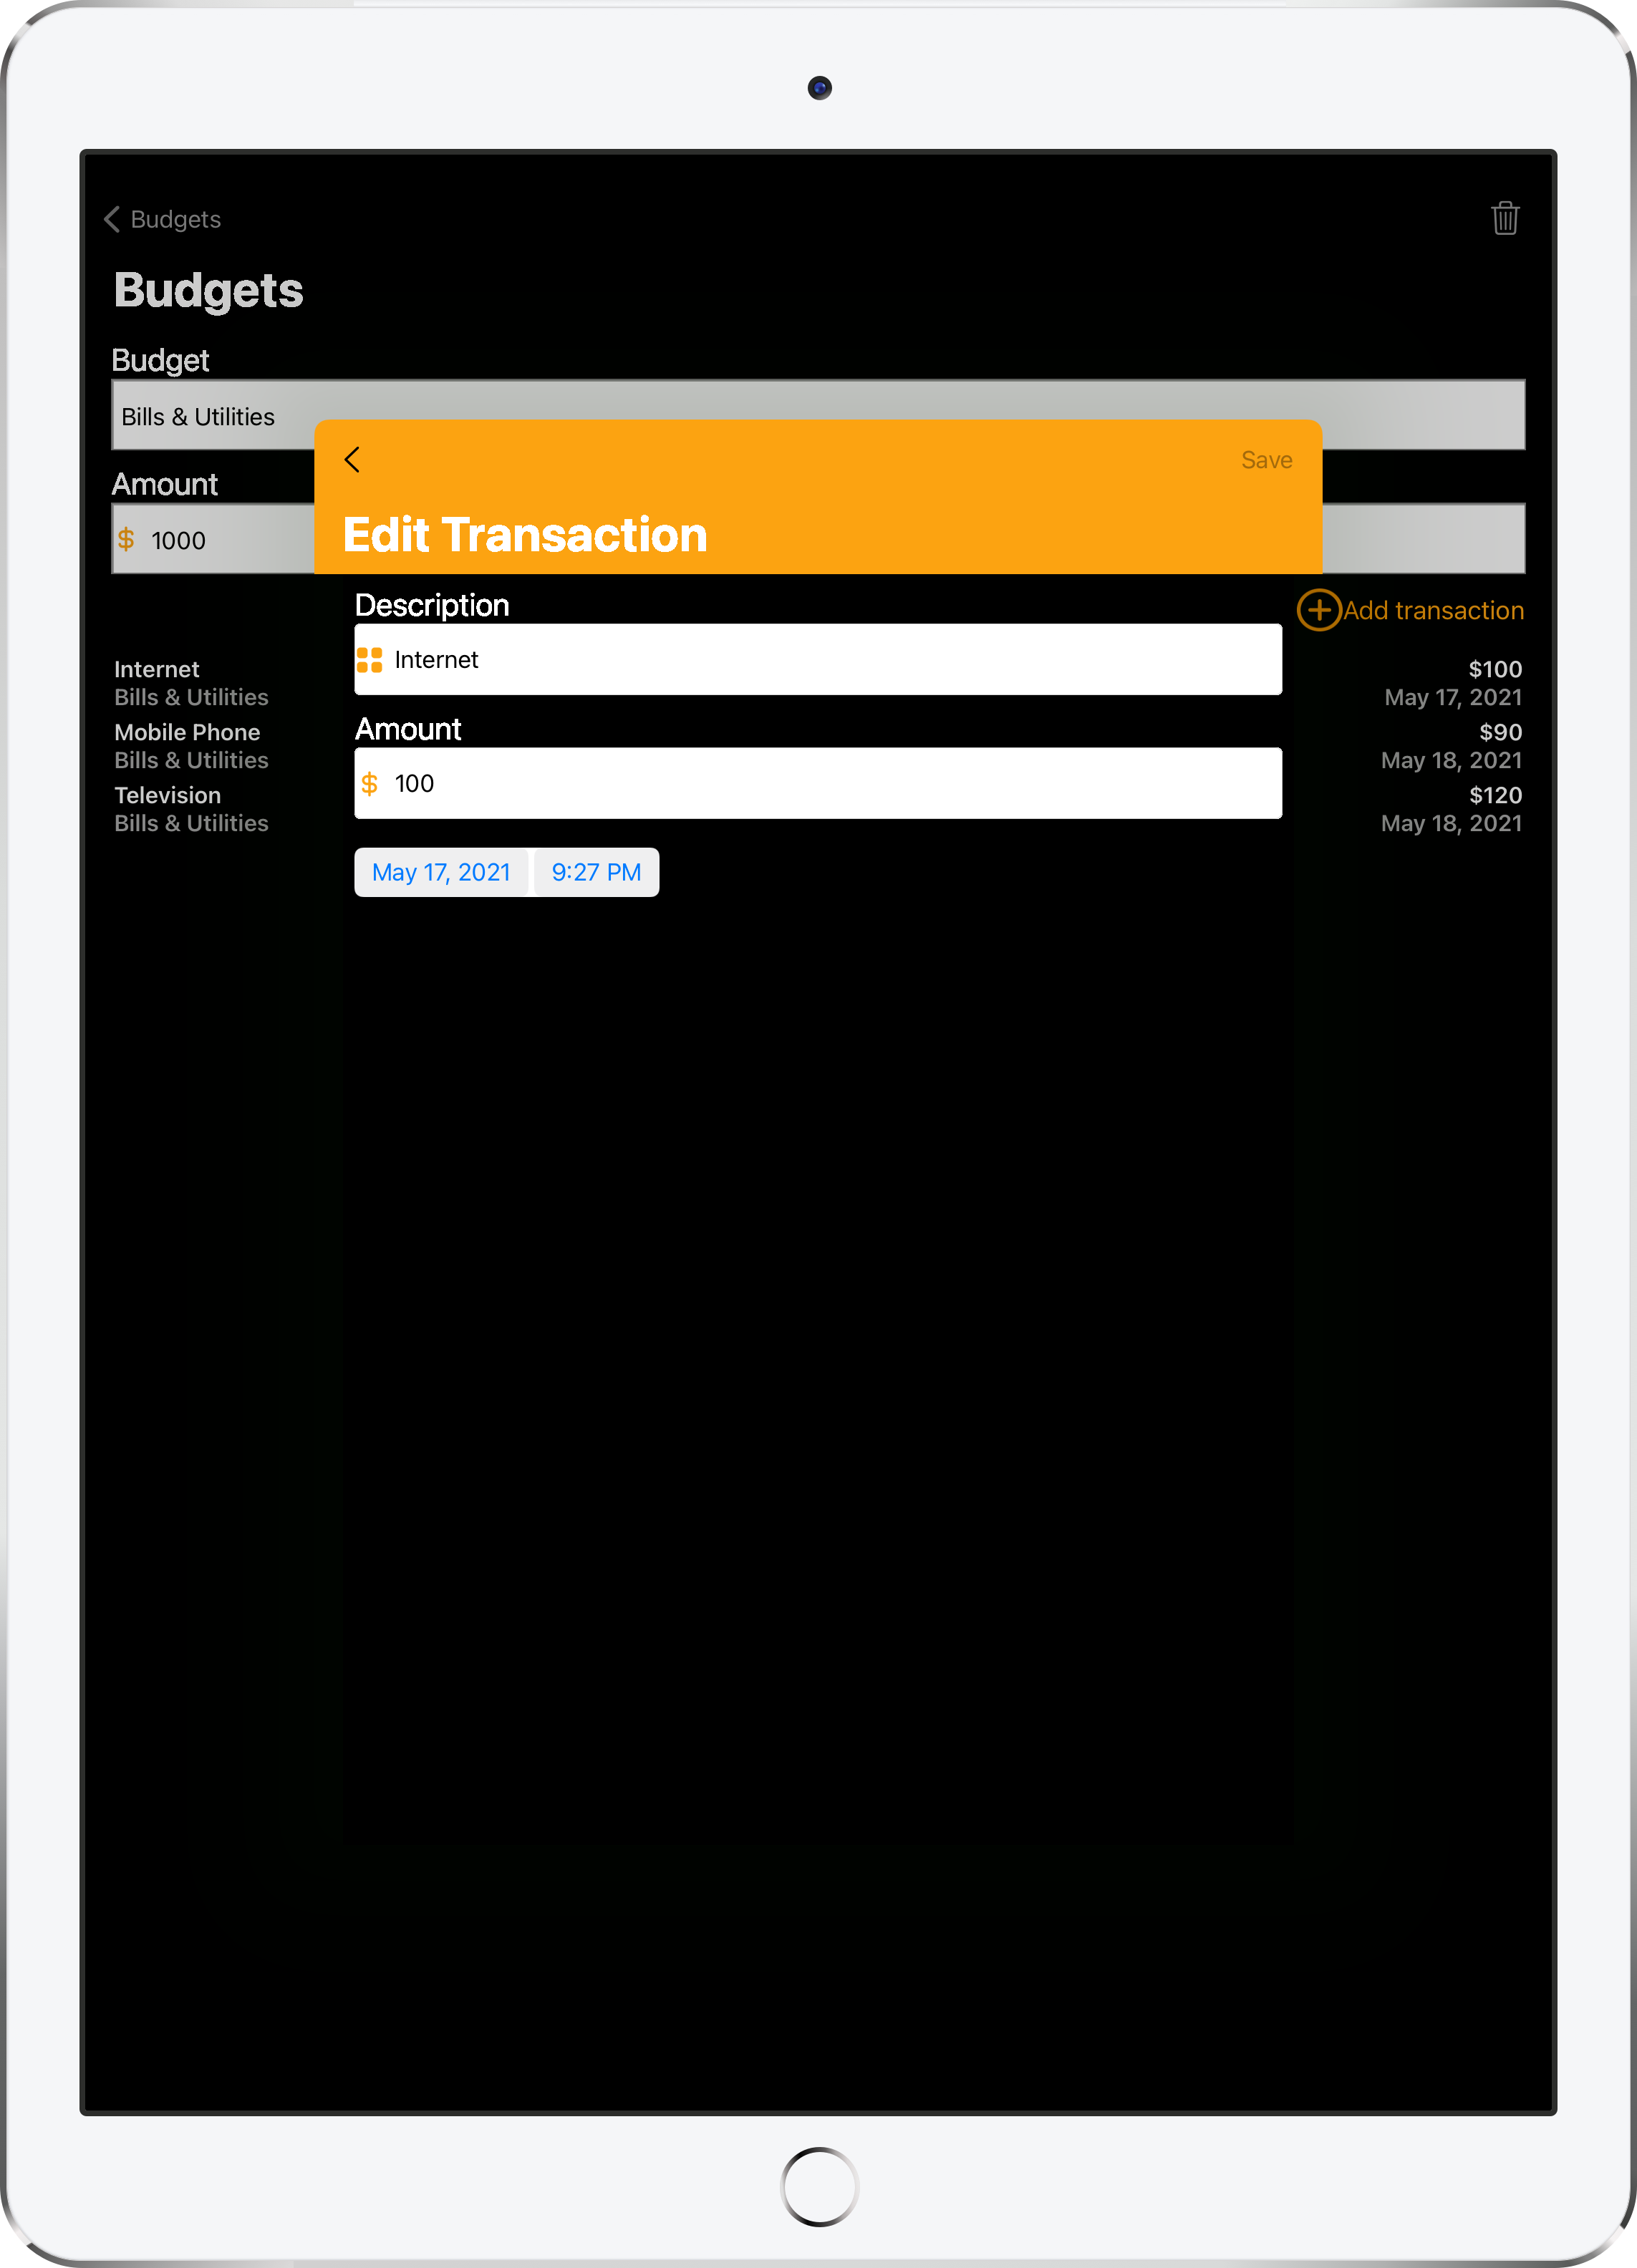 Budgets
Budgets
Budget
Bills & Utilities
Amount
$ 1000
Save
Edit Transaction
Description
Internet
Amount
$ 100
May 17, 2021 9:27 PM
Add transaction
Internet $100
Bills & Utilities May 17, 2021
Mobile Phone $90
Bills & Utilities May 18, 2021
Television $120
Bills & Utilities May 18, 2021